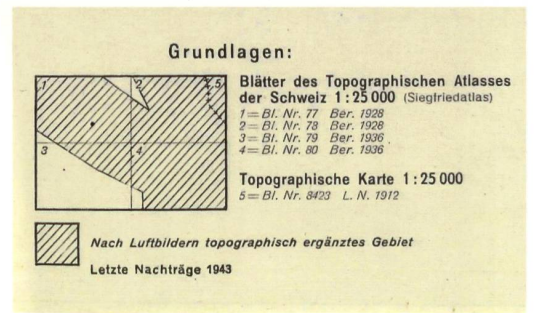 Grundlagen:
1 2 5
3 4
Blätter des Topographischen Atlasses
der Schweiz 1:25 000 (Siegfriedatlas)
1=Bl. Nr. 77 Ber. 1928
2=Bl. Nr. 78 Ber. 1928
3=Bl. Nr. 79 Ber. 1936
4=Bl. Nr. 80 Ber. 1936
Topographische Karte 1:25 000
5=Bl. Nr. 8423 L. N. 1912
Nach Luftbildern topographisch ergänztes Gebiet
Letzte Nachträge 1943